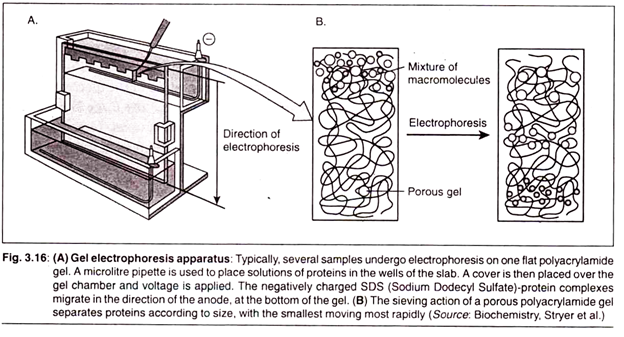 A.
B.
Mixture of
macromolecules
Direction of
electrophoresis
Electrophoresis
Porous gel
Fig. 3.16: (A) Gel electrophoresis apparatus: Typically, several samples undergo electrophoresis on one flat polyacrylamide
gel. A microlitre pipette is used to place solutions of proteins in the wells of the slab. A cover is then placed over the
gel chamber and voltage is applied. The negatively charged SDS (Sodium Dodecyl Sulfate)-protein complexes
migrate in the direction of the anode, at the bottom of the gel. (B) The sieving action of a porous polyacrylamide gel
separates proteins according to size, with the smallest moving most rapidly (Source: Biochemistry, Stryer et al.)